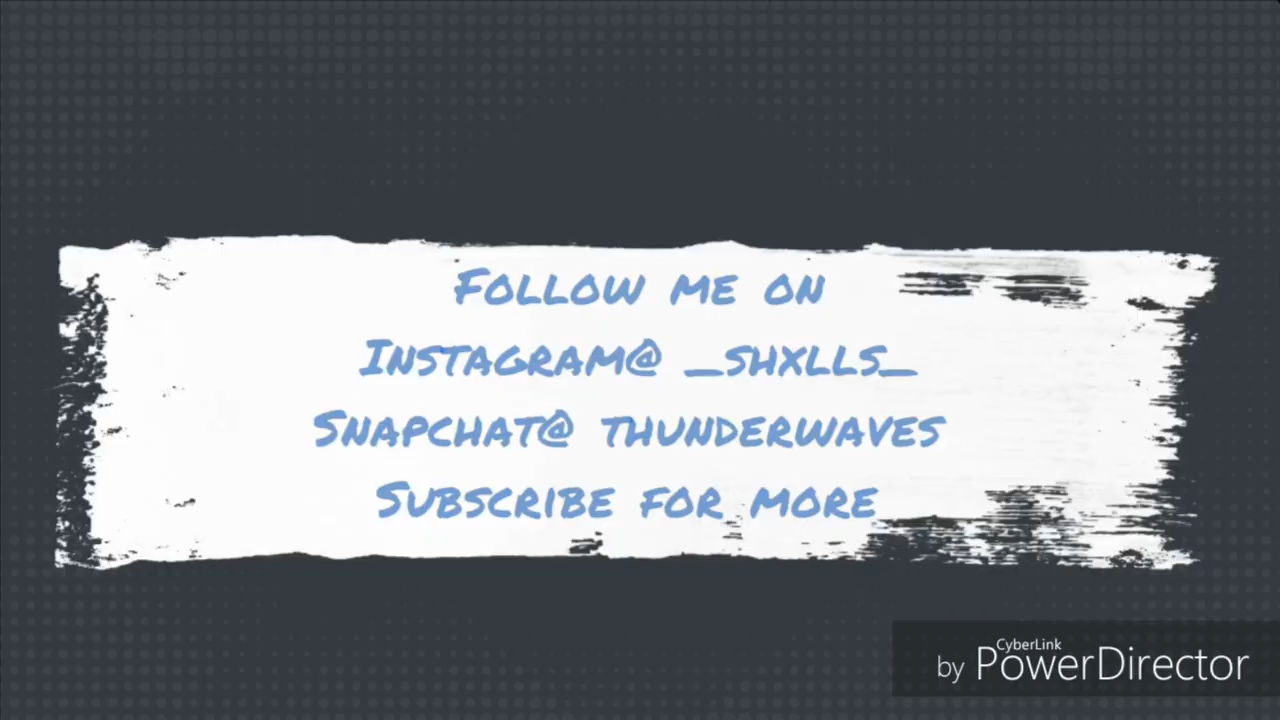 Follow me on
Instagram@ _shxlls_
Snapchat@ thunderwaves
Subscribe for more
CyberLink
by PowerDirector